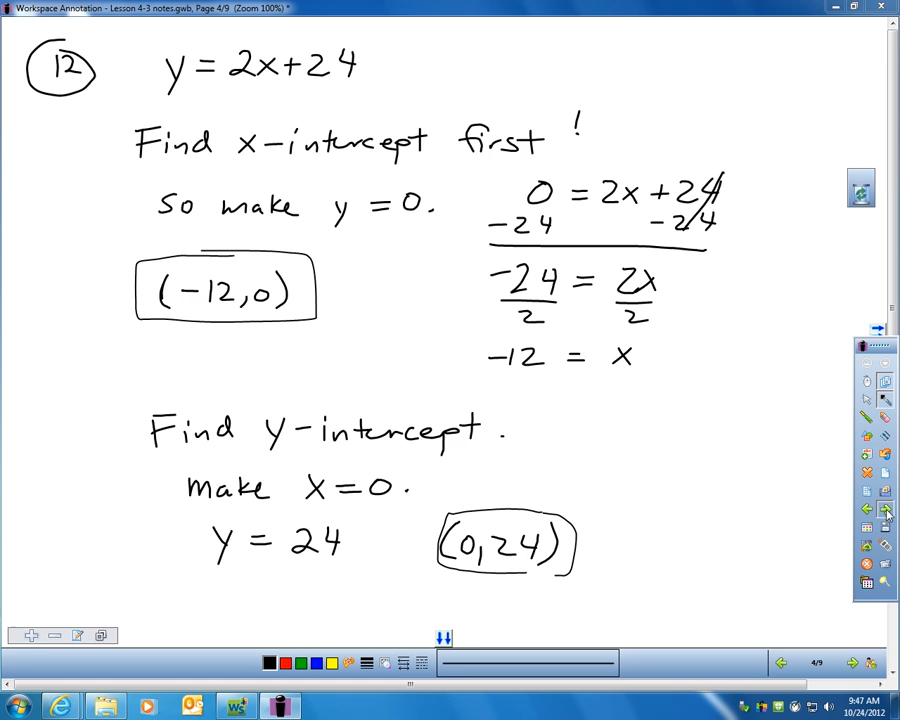 Workspace Annotation - Lesson 4-3 notes.gwb, Page 4/9 (Zoom 100%) *
12
y = 2x+24
Find x-intercept first !
so make y = 0.
0 = 2x + 24
-24 -24
-24 = 2x
2 2
-12 = x
(-12,0)
Find y-intercept.
make x=0.
y = 24
(0,24)
4/9
9:47 AM
10/24/2012